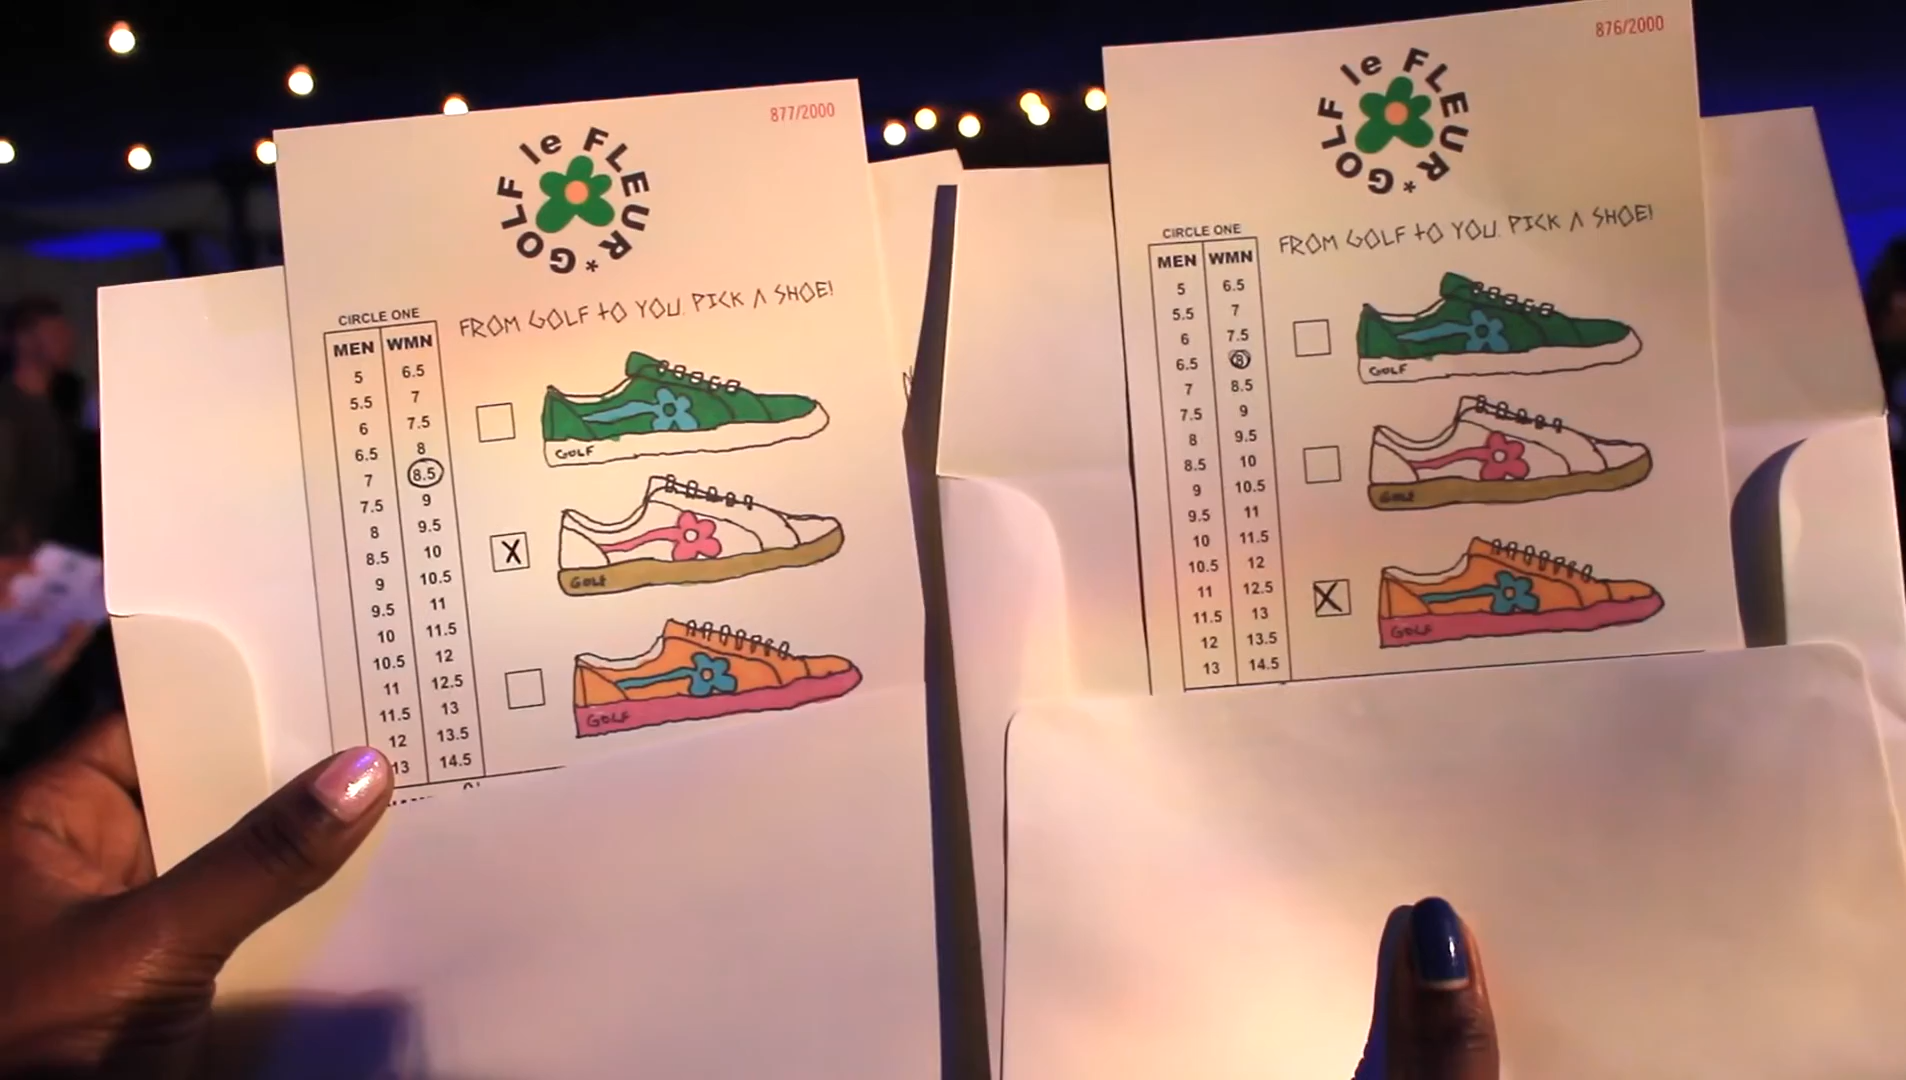 877/2000
GOLF le FLEUR*
FROM GOLF TO YOU. PICK A SHOE!
CIRCLE ONE
MEN WMN
5 6.5
5.5 7
6 7.5
6.5 8
7 8.5
7.5 9
8 9.5
8.5 10
9 10.5
9.5 11
10 11.5
10.5 12
11 12.5
11.5 13
12 13.5
13 14.5
GOLF
X
GOLF
GOLF
876/2000
GOLF le FLEUR*
FROM GOLF TO YOU. PICK A SHOE!
CIRCLE ONE
MEN WMN
5 6.5
5.5 7
6 7.5
6.5 8
7 8.5
7.5 9
8 9.5
8.5 10
9 10.5
9.5 11
10 11.5
10.5 12
11 12.5
11.5 13
12 13.5
13 14.5
GOLF
GOLF
X
GOLF